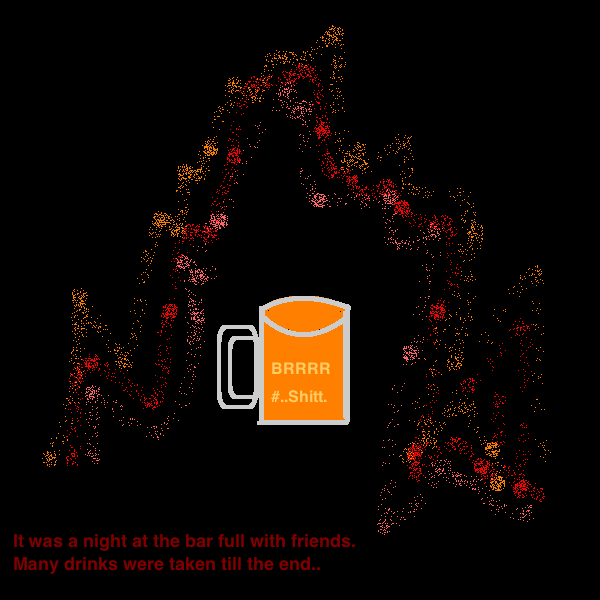 BRRRR
#..Shitt.
It was a night at the bar full with friends.
Many drinks were taken till the end..